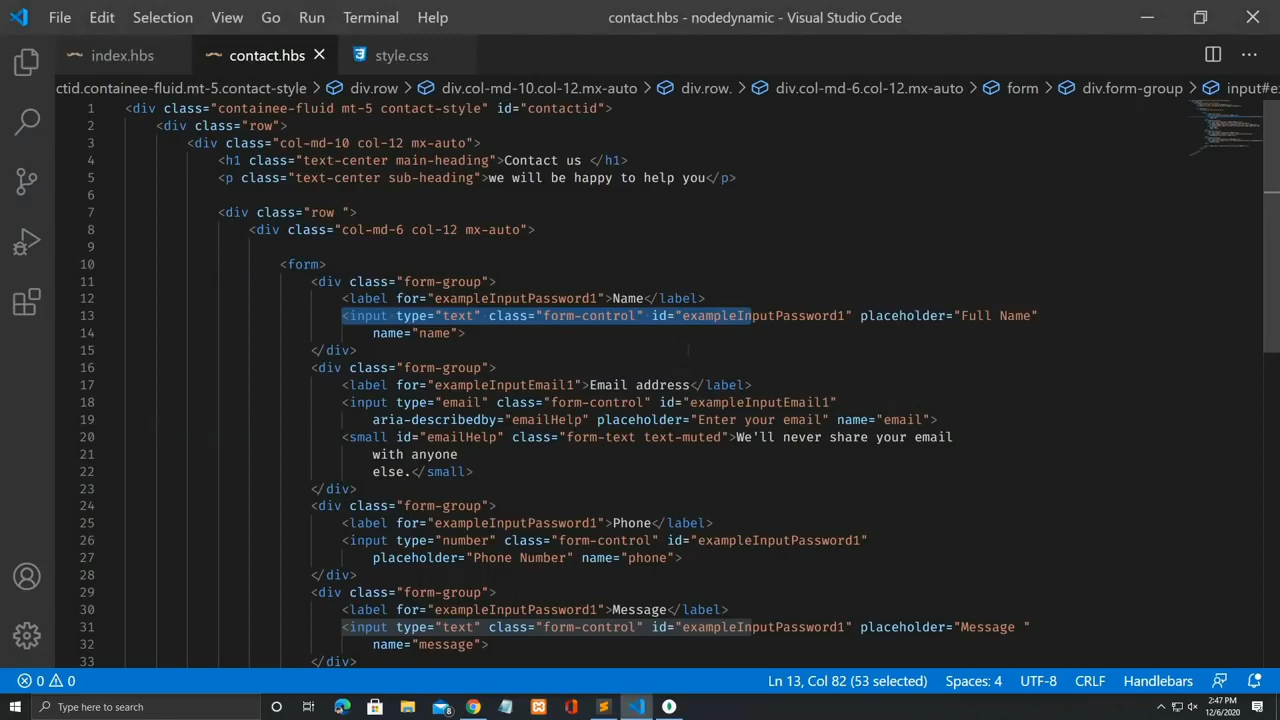 File Edit Selection View Go Run Terminal Help contact.hbs - nodedynamic - Visual Studio Code
index.hbs contact.hbs style.css
ctid.containee-fluid.mt-5.contact-style > div.row > div.col-md-10.col-12.mx-auto > div.row. > div.col-md-6.col-12.mx-auto > form > div.form-group > input#e
1 <div class="containee-fluid mt-5 contact-style" id="contactid">
2 <div class="row">
3 <div class="col-md-10 col-12 mx-auto">
4 <h1 class="text-center main-heading">Contact us </h1>
5 <p class="text-center sub-heading">we will be happy to help you</p>
6
7 <div class="row ">
8 <div class="col-md-6 col-12 mx-auto">
9
10 <form>
11 <div class="form-group">
12 <label for="exampleInputPassword1">Name</label>
13 <input type="text" class="form-control" id="exampleInputPassword1" placeholder="Full Name"
14 name="name">
15 </div>
16 <div class="form-group">
17 <label for="exampleInputEmail1">Email address</label>
18 <input type="email" class="form-control" id="exampleInputEmail1"
19 aria-describedby="emailHelp" placeholder="Enter your email" name="email">
20 <small id="emailHelp" class="form-text text-muted">We'll never share your email
21 with anyone
22 else.</small>
23 </div>
24 <div class="form-group">
25 <label for="exampleInputPassword1">Phone</label>
26 <input type="number" class="form-control" id="exampleInputPassword1"
27 placeholder="Phone Number" name="phone">
28 </div>
29 <div class="form-group">
30 <label for="exampleInputPassword1">Message</label>
31 <input type="text" class="form-control" id="exampleInputPassword1" placeholder="Message "
32 name="message">
33 </div>
0 0 Ln 13, Col 82 (53 selected) Spaces: 4 UTF-8 CRLF Handlebars
Type here to search 8 2:47 PM
12/6/2020